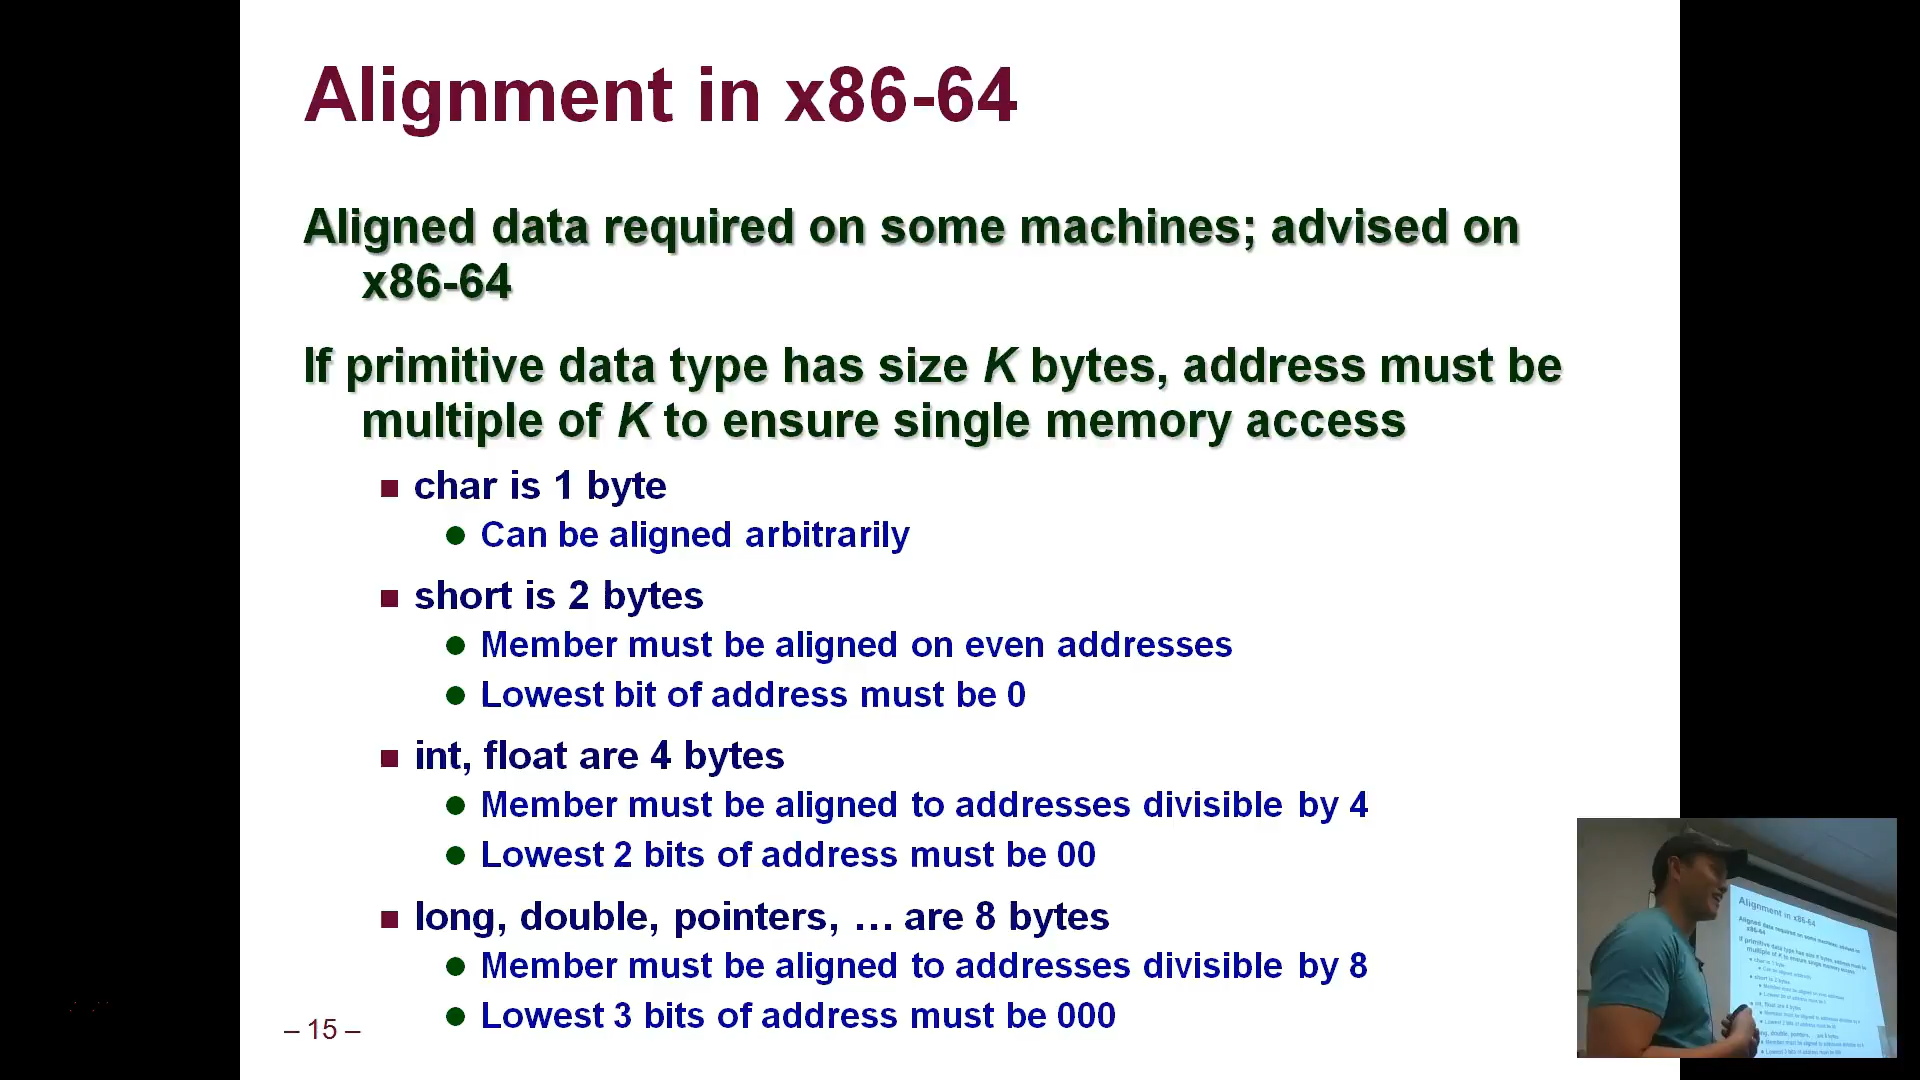 Alignment in x86-64
Aligned data required on some machines; advised on
x86-64
If primitive data type has size K bytes, address must be
multiple of K to ensure single memory access
char is 1 byte
Can be aligned arbitrarily
short is 2 bytes
Member must be aligned on even addresses
Lowest bit of address must be 0
int, float are 4 bytes
Member must be aligned to addresses divisible by 4
Lowest 2 bits of address must be 00
long, double, pointers, … are 8 bytes
Member must be aligned to addresses divisible by 8
Lowest 3 bits of address must be 000
– 15 –
Alignment in x86-64